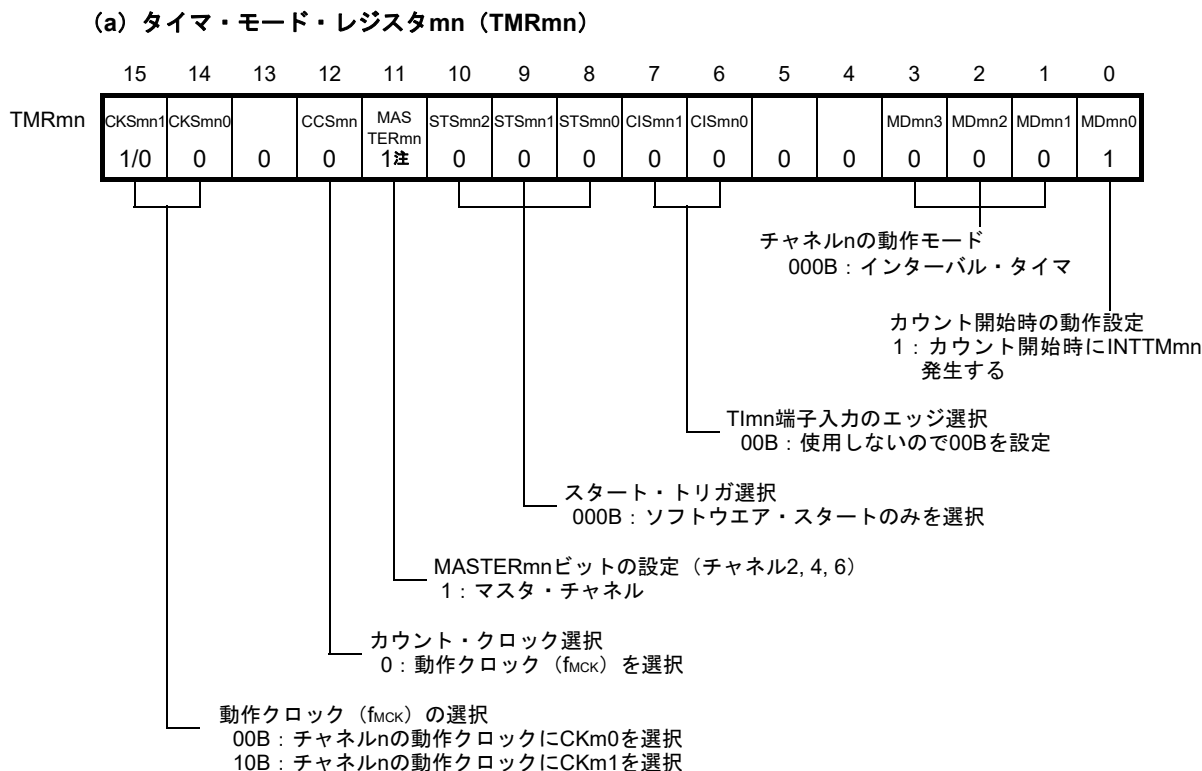 （a）タイマ・モード・レジスタmn（TMRmn）
15 14 13 12 11 10 9 8 7 6 5 4 3 2 1 0
TMRmn CKSmn1 CKSmn0 CCSmn MAS TERmn STSmn2 STSmn1 STSmn0 CISmn1 CISmn0 MDmn3 MDmn2 MDmn1 MDmn0
1/0 0 0 0 1注 0 0 0 0 0 0 0 0 0 0 1
チャネルnの動作モード
000B：インターバル・タイマ
カウント開始時の動作設定
1：カウント開始時にINTTMmn
発生する
TImn端子入力のエッジ選択
00B：使用しないので00Bを設定
スタート・トリガ選択
000B：ソフトウエア・スタートのみを選択
MASTERmnビットの設定（チャネル2, 4, 6）
1：マスタ・チャネル
カウント・クロック選択
0：動作クロック（fMCK）を選択
動作クロック（fMCK）の選択
00B：チャネルnの動作クロックにCKm0を選択
10B：チャネルnの動作クロックにCKm1を選択